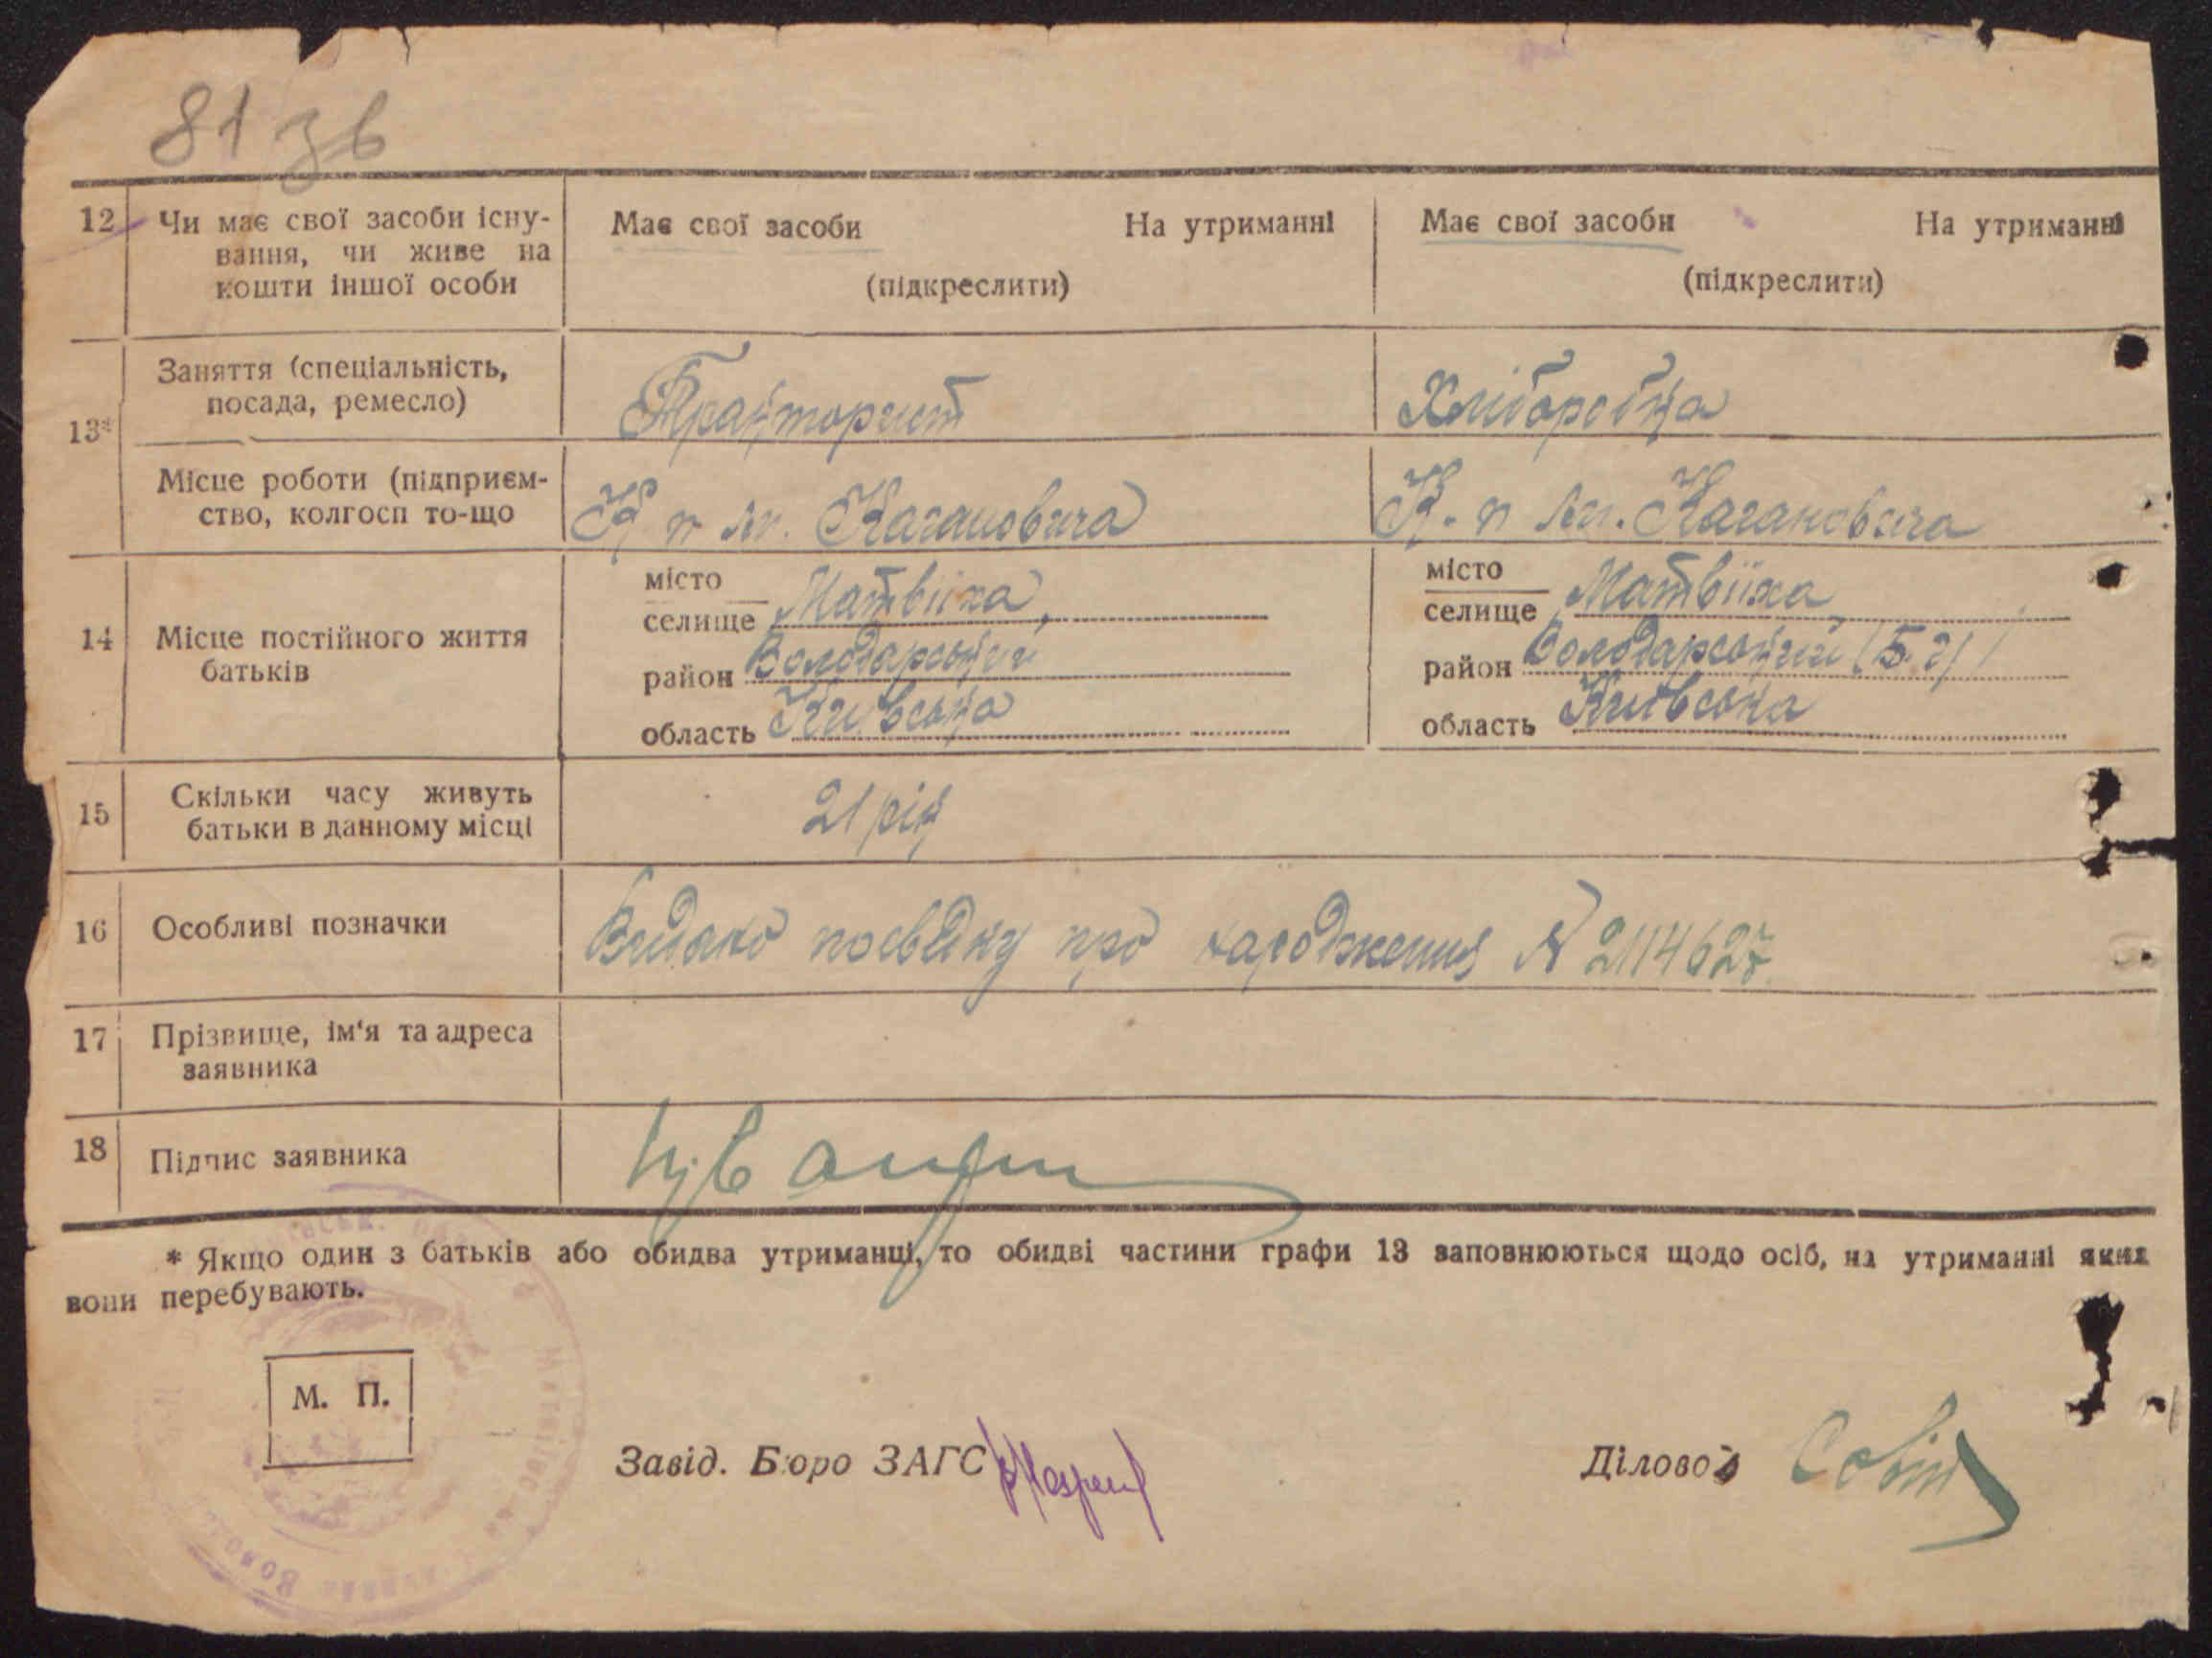 81 зв
12 Чи має свої засоби існу- Має свої засоби На утриманні Має свої засоби На утриманні
вання, чи живе на
кошти іншої особи (підкреслити) (підкреслити)
13* Заняття (спеціальність,
посада, ремесло) Тракторист Хліборобка
Місце роботи (підприєм-
ство, колгосп то-що К. п ім. Кагановича К. п ім. Кагановича
14 Місце постійного життя
батьків
місто
селище Матвіїха,
район Володарський
область Київська
місто
селище Матвіїха
район Володарський (Б.
область Київська
15 Скільки часу живуть
батьки в данному місці 21 рік
16 Особливі позначки Видано посвідку про народження N 2114627
17 Прізвище, ім'я та адреса
заявника
18 Підпис заявника
* Якщо один з батьків або обидва утриманці, то обидві частини графи 13 заповнюються щодо осіб, на утриманні яких
вони перебувають.
М. П.
Завід. Бюро ЗАГС Діловод